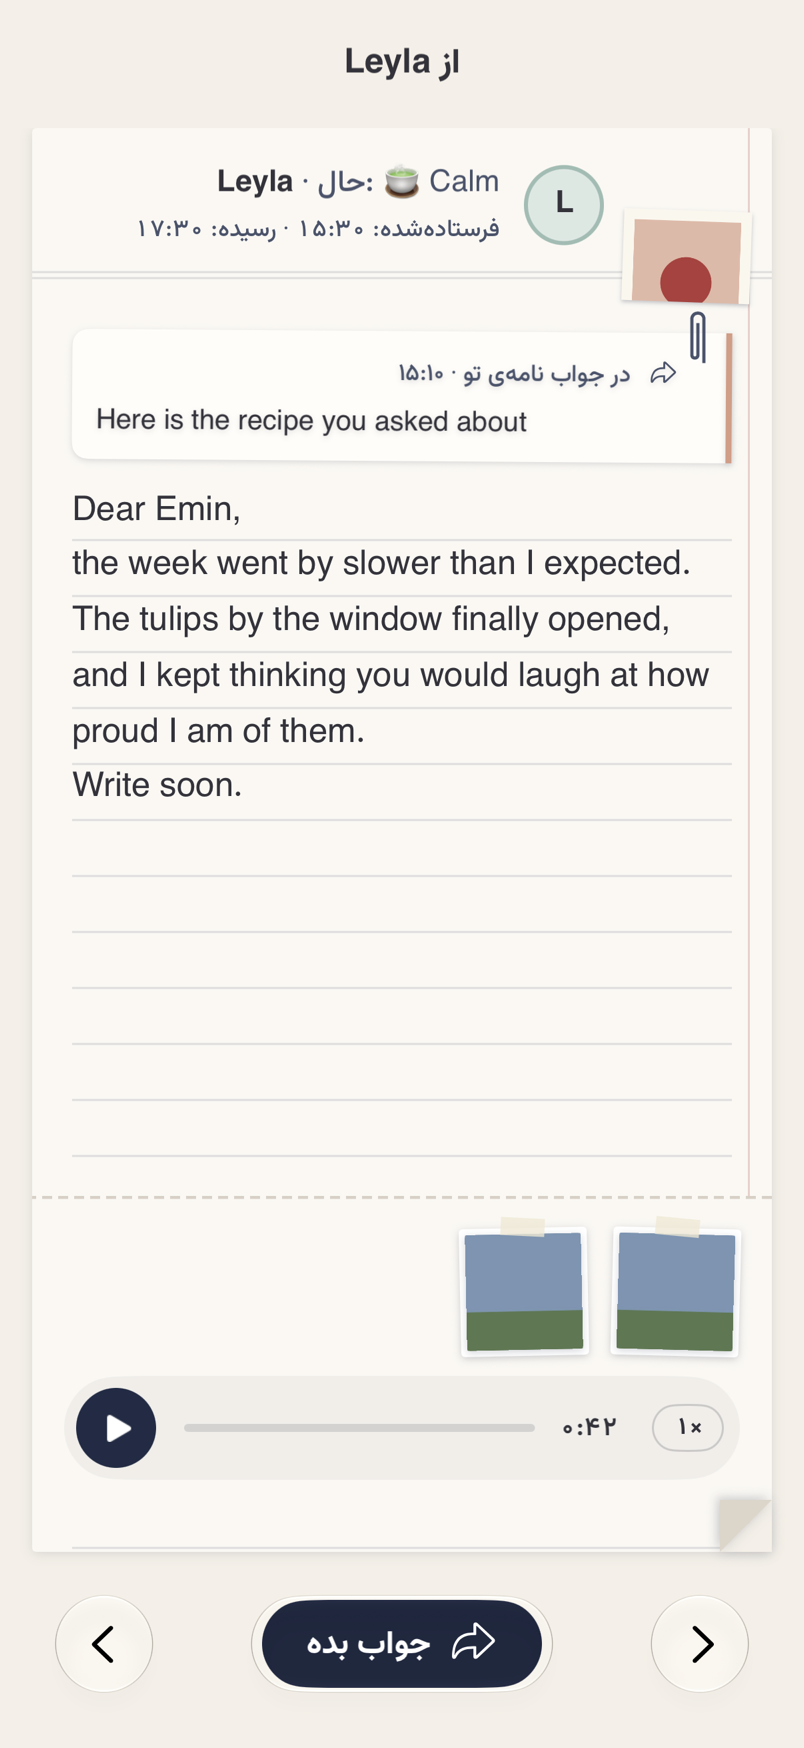 از Leyla
L
Leyla · حال: 🍵 Calm
فرستاده‌شده: ۱۵:۳۰ · رسیده: ۱۷:۳۰
در جواب نامه‌ی تو · ۱۵:۱۰
Here is the recipe you asked about
Dear Emin,
the week went by slower than I expected.
The tulips by the window finally opened,
and I kept thinking you would laugh at how
proud I am of them.
Write soon.
۰:۴۲
۱×
جواب بده